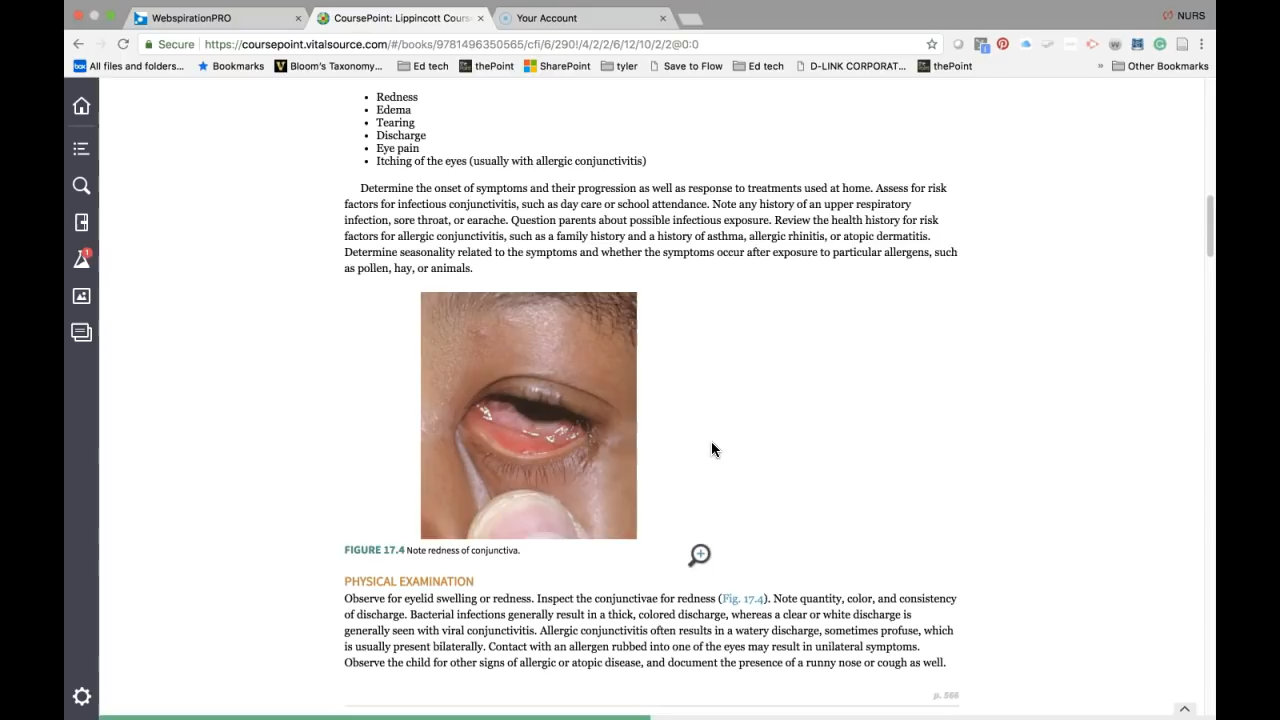 WebspirationPRO
CoursePoint: Lippincott Cours
Your Account
NURS
Secure
https://coursepoint.vitalsource.com/#/books/9781496350565/cfi/6/290!/4/2/2/6/12/10/2/2@0:0
box All files and folders...
Bookmarks
V Bloom's Taxonomy...
Ed tech
thePoint
SharePoint
tyler
Save to Flow
Ed tech
D-LINK CORPORAT...
thePoint
»
Other Bookmarks
1
• Redness
• Edema
• Tearing
• Discharge
• Eye pain
• Itching of the eyes (usually with allergic conjunctivitis)
Determine the onset of symptoms and their progression as well as response to treatments used at home. Assess for risk
factors for infectious conjunctivitis, such as day care or school attendance. Note any history of an upper respiratory
infection, sore throat, or earache. Question parents about possible infectious exposure. Review the health history for risk
factors for allergic conjunctivitis, such as a family history and a history of asthma, allergic rhinitis, or atopic dermatitis.
Determine seasonality related to the symptoms and whether the symptoms occur after exposure to particular allergens, such
as pollen, hay, or animals.
FIGURE 17.4 Note redness of conjunctiva.
PHYSICAL EXAMINATION
Observe for eyelid swelling or redness. Inspect the conjunctivae for redness (Fig. 17.4). Note quantity, color, and consistency
of discharge. Bacterial infections generally result in a thick, colored discharge, whereas a clear or white discharge is
generally seen with viral conjunctivitis. Allergic conjunctivitis often results in a watery discharge, sometimes profuse, which
is usually present bilaterally. Contact with an allergen rubbed into one of the eyes may result in unilateral symptoms.
Observe the child for other signs of allergic or atopic disease, and document the presence of a runny nose or cough as well.
p. 566